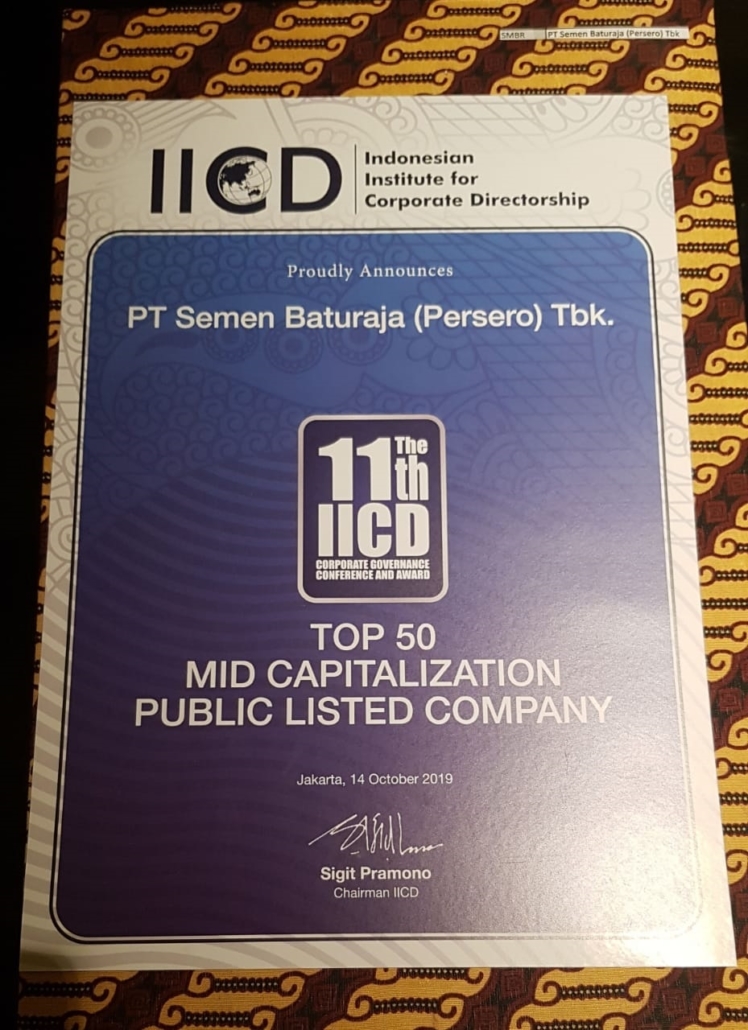 SMBR PT Semen Baturaja (Persero) Tbk
IICD
Indonesian
Institute for
Corporate Directorship
Proudly Announces
PT Semen Baturaja (Persero) Tbk.
The
11th
IICD
CORPORATE GOVERNANCE
CONFERENCE AND AWARD
TOP 50
MID CAPITALIZATION
PUBLIC LISTED COMPANY
Jakarta, 14 October 2019
Sigit Pramono
Chairman IICD